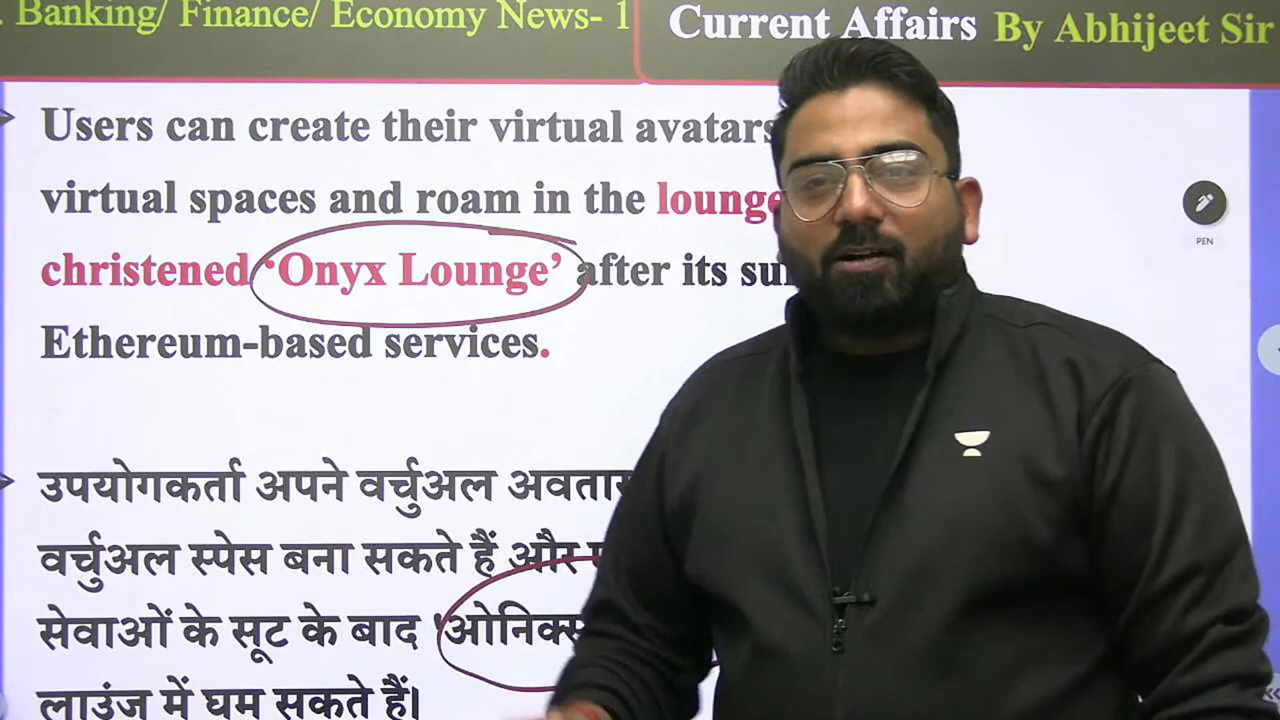 . Banking/ Finance/ Economy News- 1
Current Affairs By Abhijeet Sir
Users can create their virtual avatars
virtual spaces and roam in the lounge
christened 'Onyx Lounge' after its
Ethereum-based services.
PEN
उपयोगकर्ता अपने वर्चुअल
वर्चुअल स्पेस बना सकते हैं और
सेवाओं के सूट के बाद 'ओनिक्स
लाउंज में घूम सकते हैं।